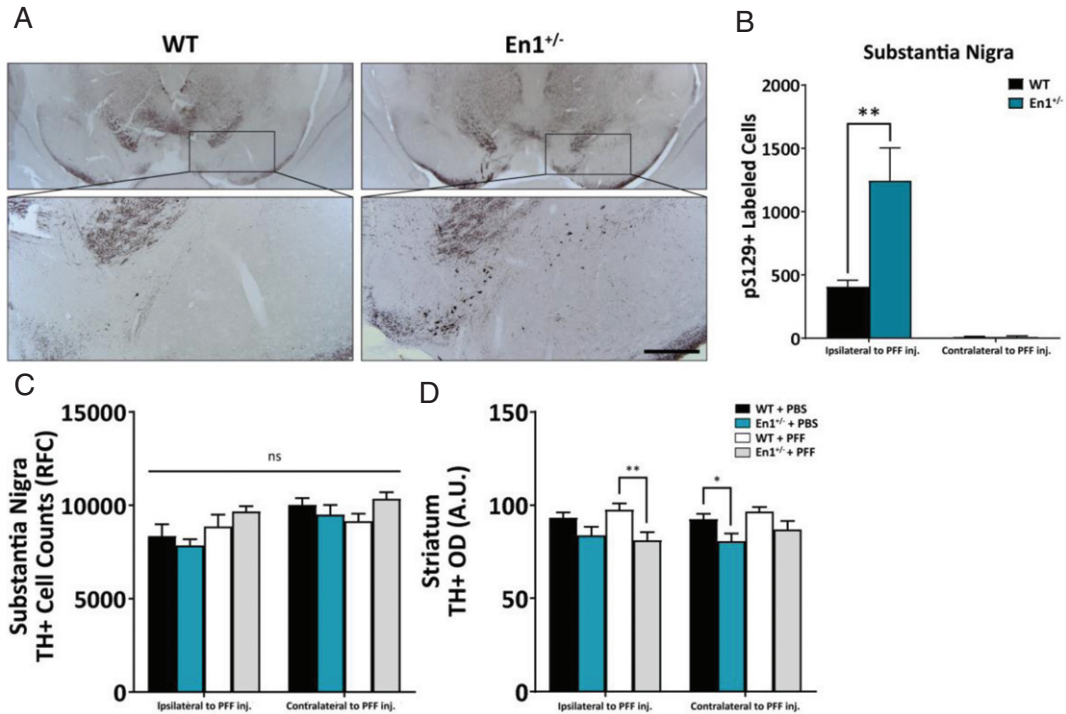 A
WT
En1+/-
B
Substantia Nigra
WT
En1+/-
**
pS129+ Labeled Cells
2000
1500
1000
500
0
Ipsilateral to PFF inj.
Contralateral to PFF inj.
C
Substantia Nigra
TH+ Cell Counts (RFC)
15000
10000
5000
0
ns
Ipsilateral to PFF inj.
Contralateral to PFF inj.
D
WT + PBS
En1+/- + PBS
WT + PFF
En1+/- + PFF
Striatum
TH+ OD (A.U.)
150
100
50
0
**
*
Ipsilateral to PFF inj.
Contralateral to PFF inj.